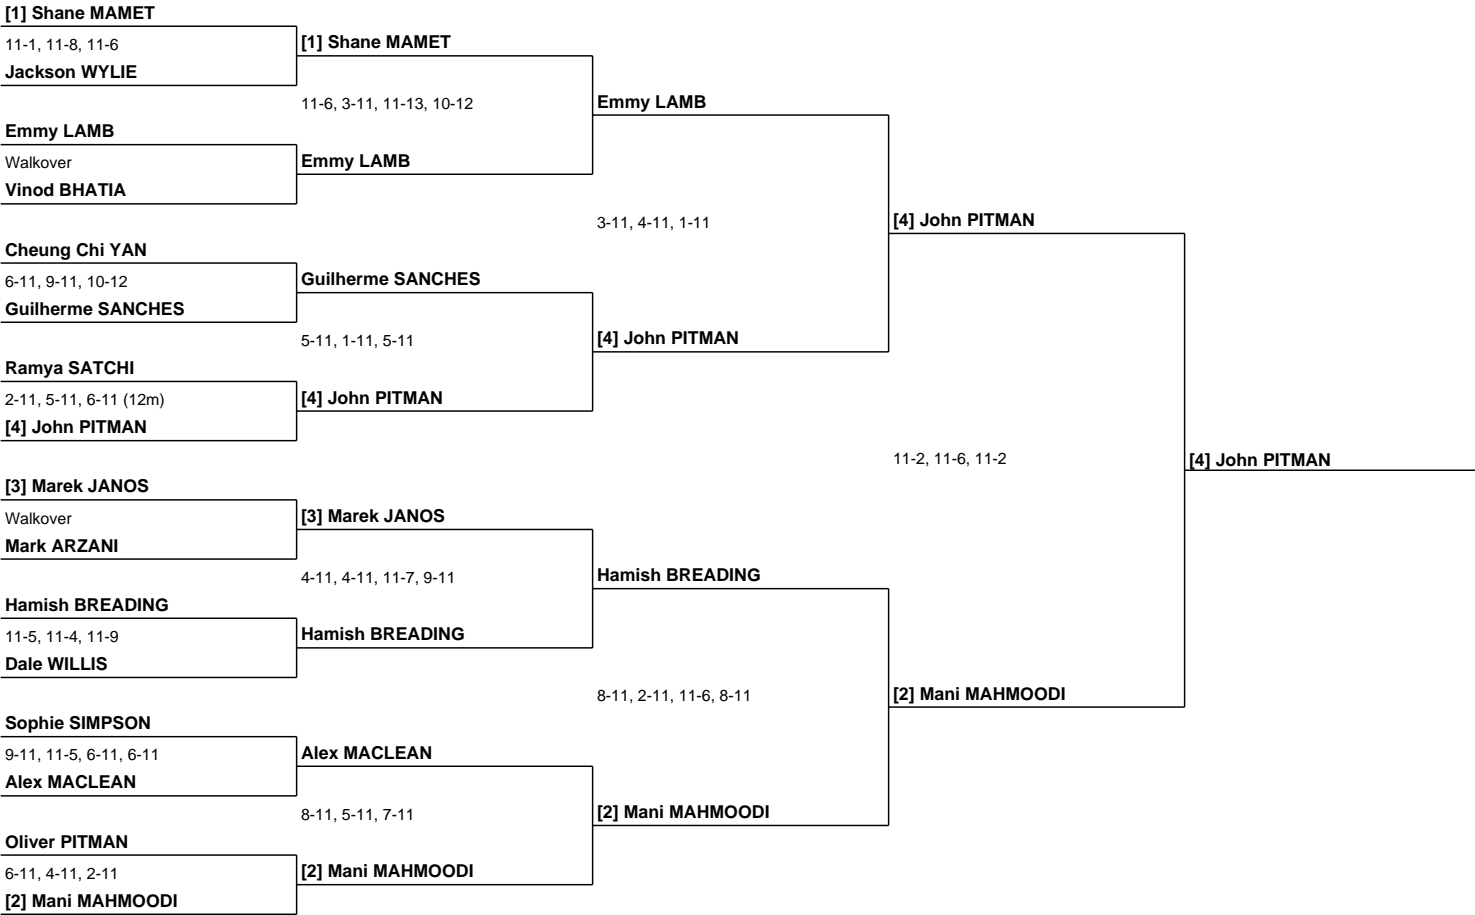 [1] Shane MAMET
11-1, 11-8, 11-6
Jackson WYLIE
Emmy LAMB
Walkover
Vinod BHATIA
Cheung Chi YAN
6-11, 9-11, 10-12
Guilherme SANCHES
Ramya SATCHI
2-11, 5-11, 6-11 (12m)
[4] John PITMAN
[3] Marek JANOS
Walkover
Mark ARZANI
Hamish BREADING
11-5, 11-4, 11-9
Dale WILLIS
Sophie SIMPSON
9-11, 11-5, 6-11, 6-11
Alex MACLEAN
Oliver PITMAN
6-11, 4-11, 2-11
[2] Mani MAHMOODI
[1] Shane MAMET
11-6, 3-11, 11-13, 10-12
Emmy LAMB
Guilherme SANCHES
5-11, 1-11, 5-11
[4] John PITMAN
[3] Marek JANOS
4-11, 4-11, 11-7, 9-11
Hamish BREADING
Alex MACLEAN
8-11, 5-11, 7-11
[2] Mani MAHMOODI
Emmy LAMB
3-11, 4-11, 1-11
[4] John PITMAN
Hamish BREADING
8-11, 2-11, 11-6, 8-11
[2] Mani MAHMOODI
[4] John PITMAN
11-2, 11-6, 11-2
[2] Mani MAHMOODI
[4] John PITMAN